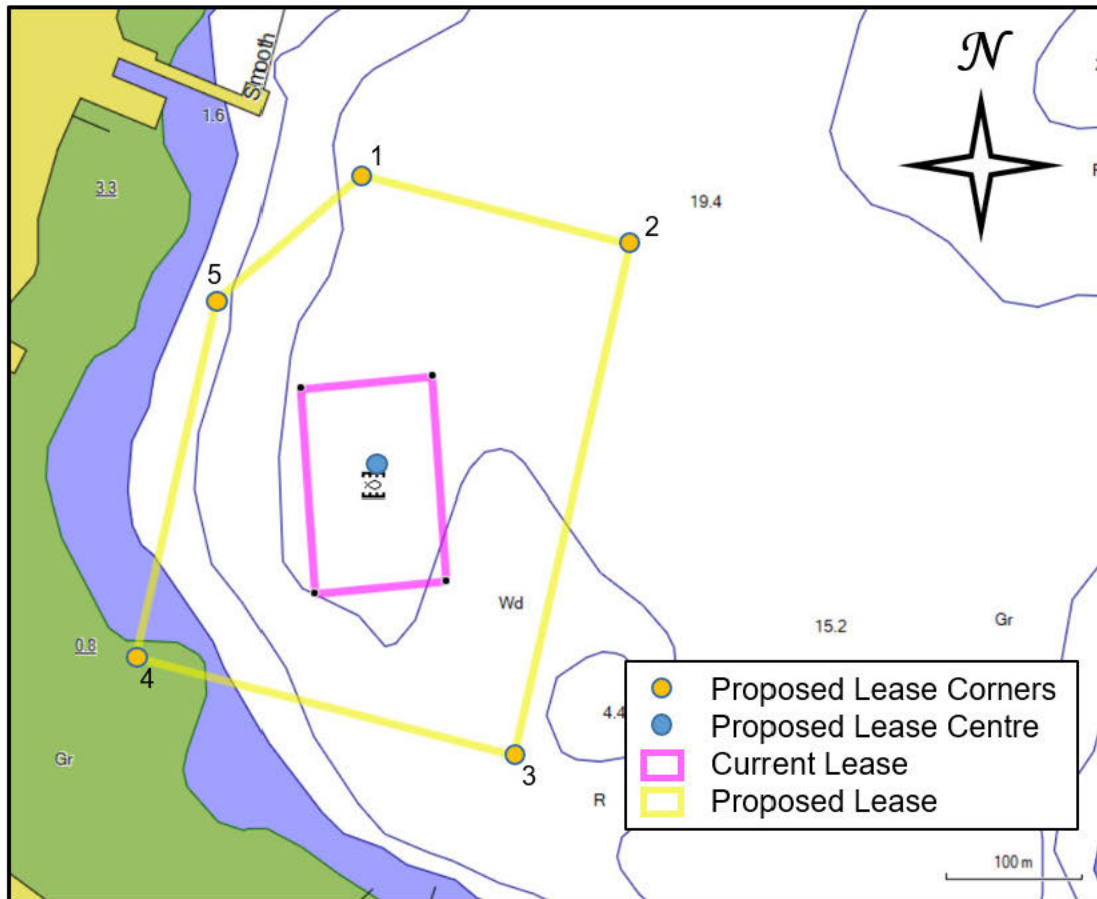 Smooth
N
1.6
1
3.3
19.4
2
5
Wd
15.2
Gr
0.8
4
4.4
Gr
3
R
Proposed Lease Corners
Proposed Lease Centre
Current Lease
Proposed Lease
100 m